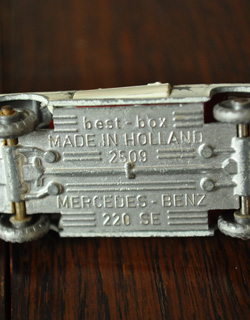 best-box
MADE IN HOLLAND
2509
MERCEDES-BENZ
220 SE